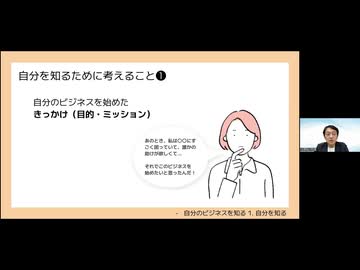 自分を知るために考えること❶
自分のビジネスを始めた
きっかけ（目的・ミッション）
あのとき、私は〇〇にす
ごく困っていて、誰かの
助けが欲しくて…
それでこのビジネスを
始めたいと思ったんだ！
- 自分のビジネスを知る 1. 自分を知る